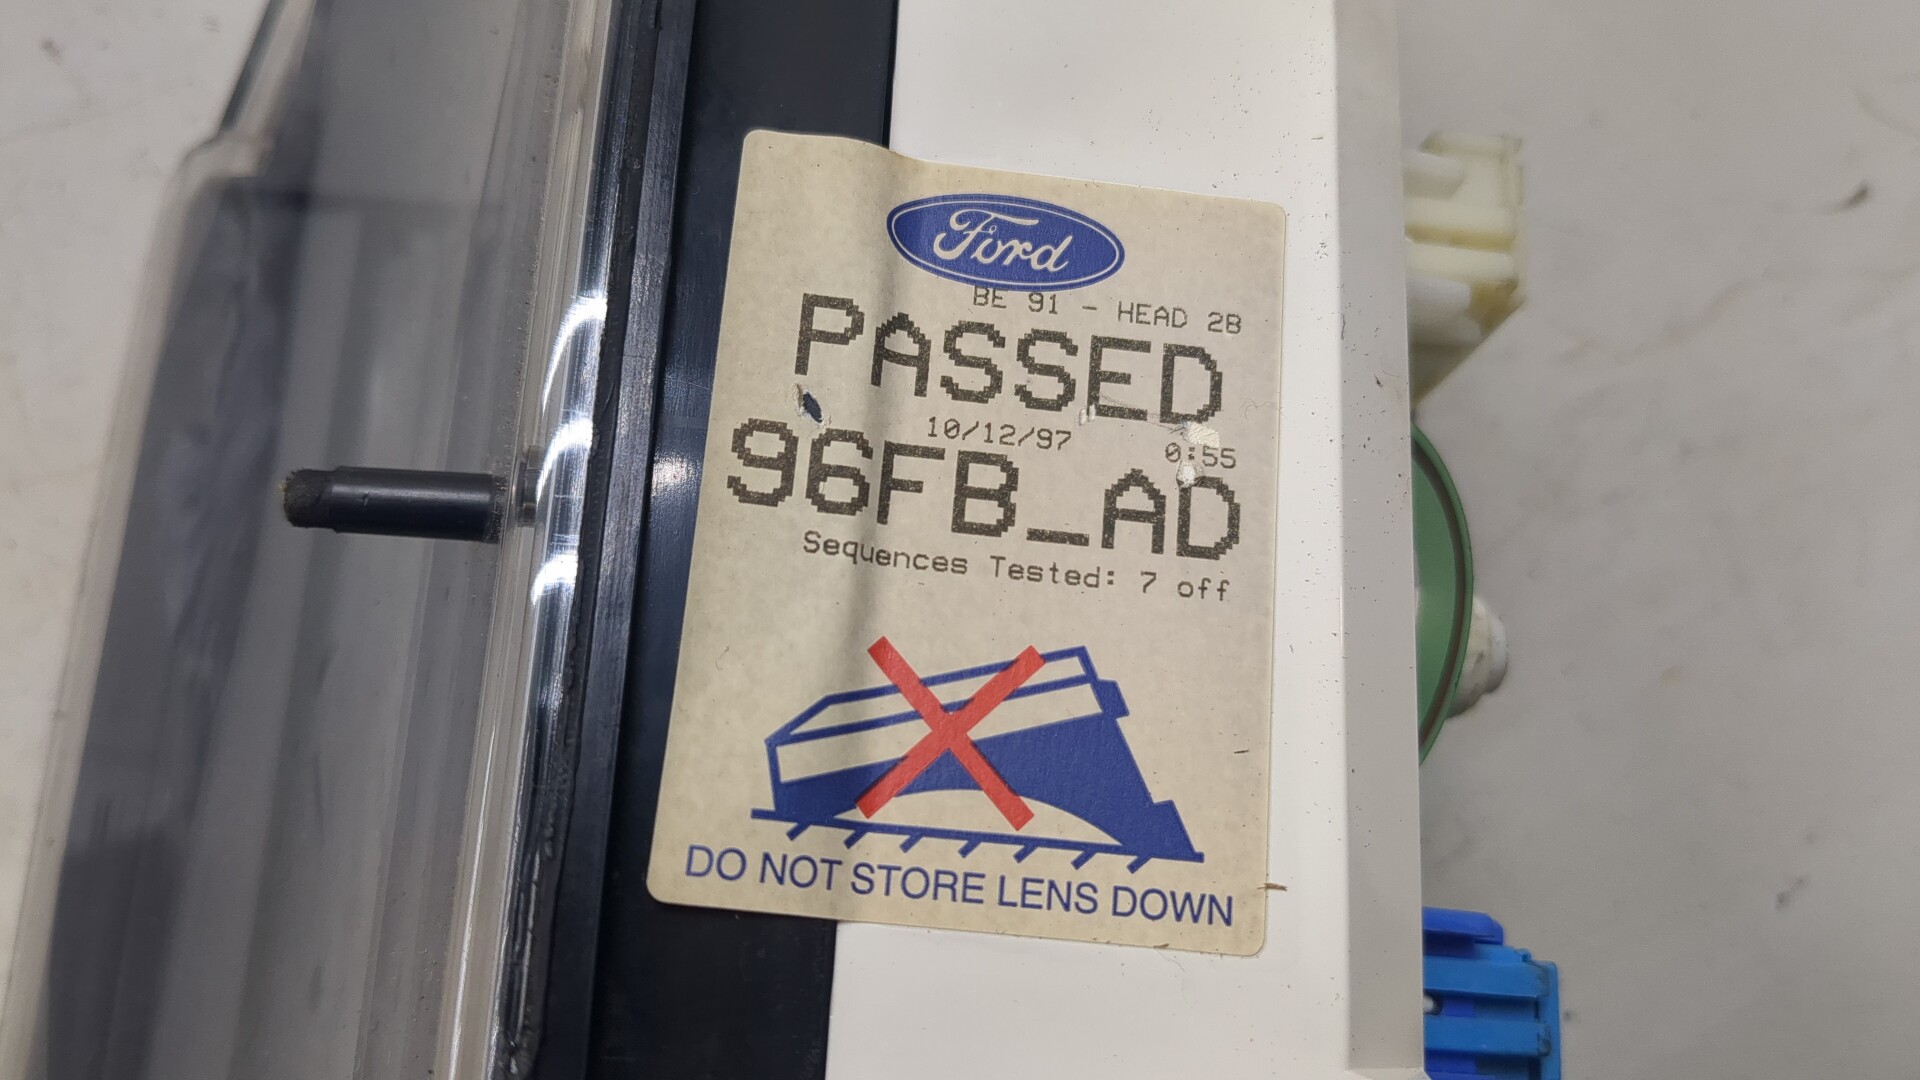 Ford
BE 91 - HEAD 2B
PASSED
10/12/97 0:55
96FB_AD
Sequences Tested: 7 off
DO NOT STORE LENS DOWN